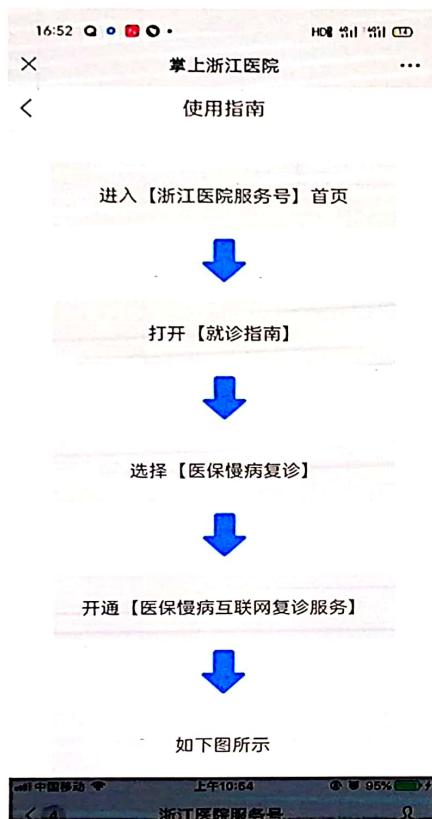 16:52
掌上浙江医院
使用指南
进入【浙江医院服务号】首页
打开【就诊指南】
选择【医保慢病复诊】
开通【医保慢病互联网复诊服务】
如下图所示
中国移动 上午10:54 95%
4 浙江医院服务号